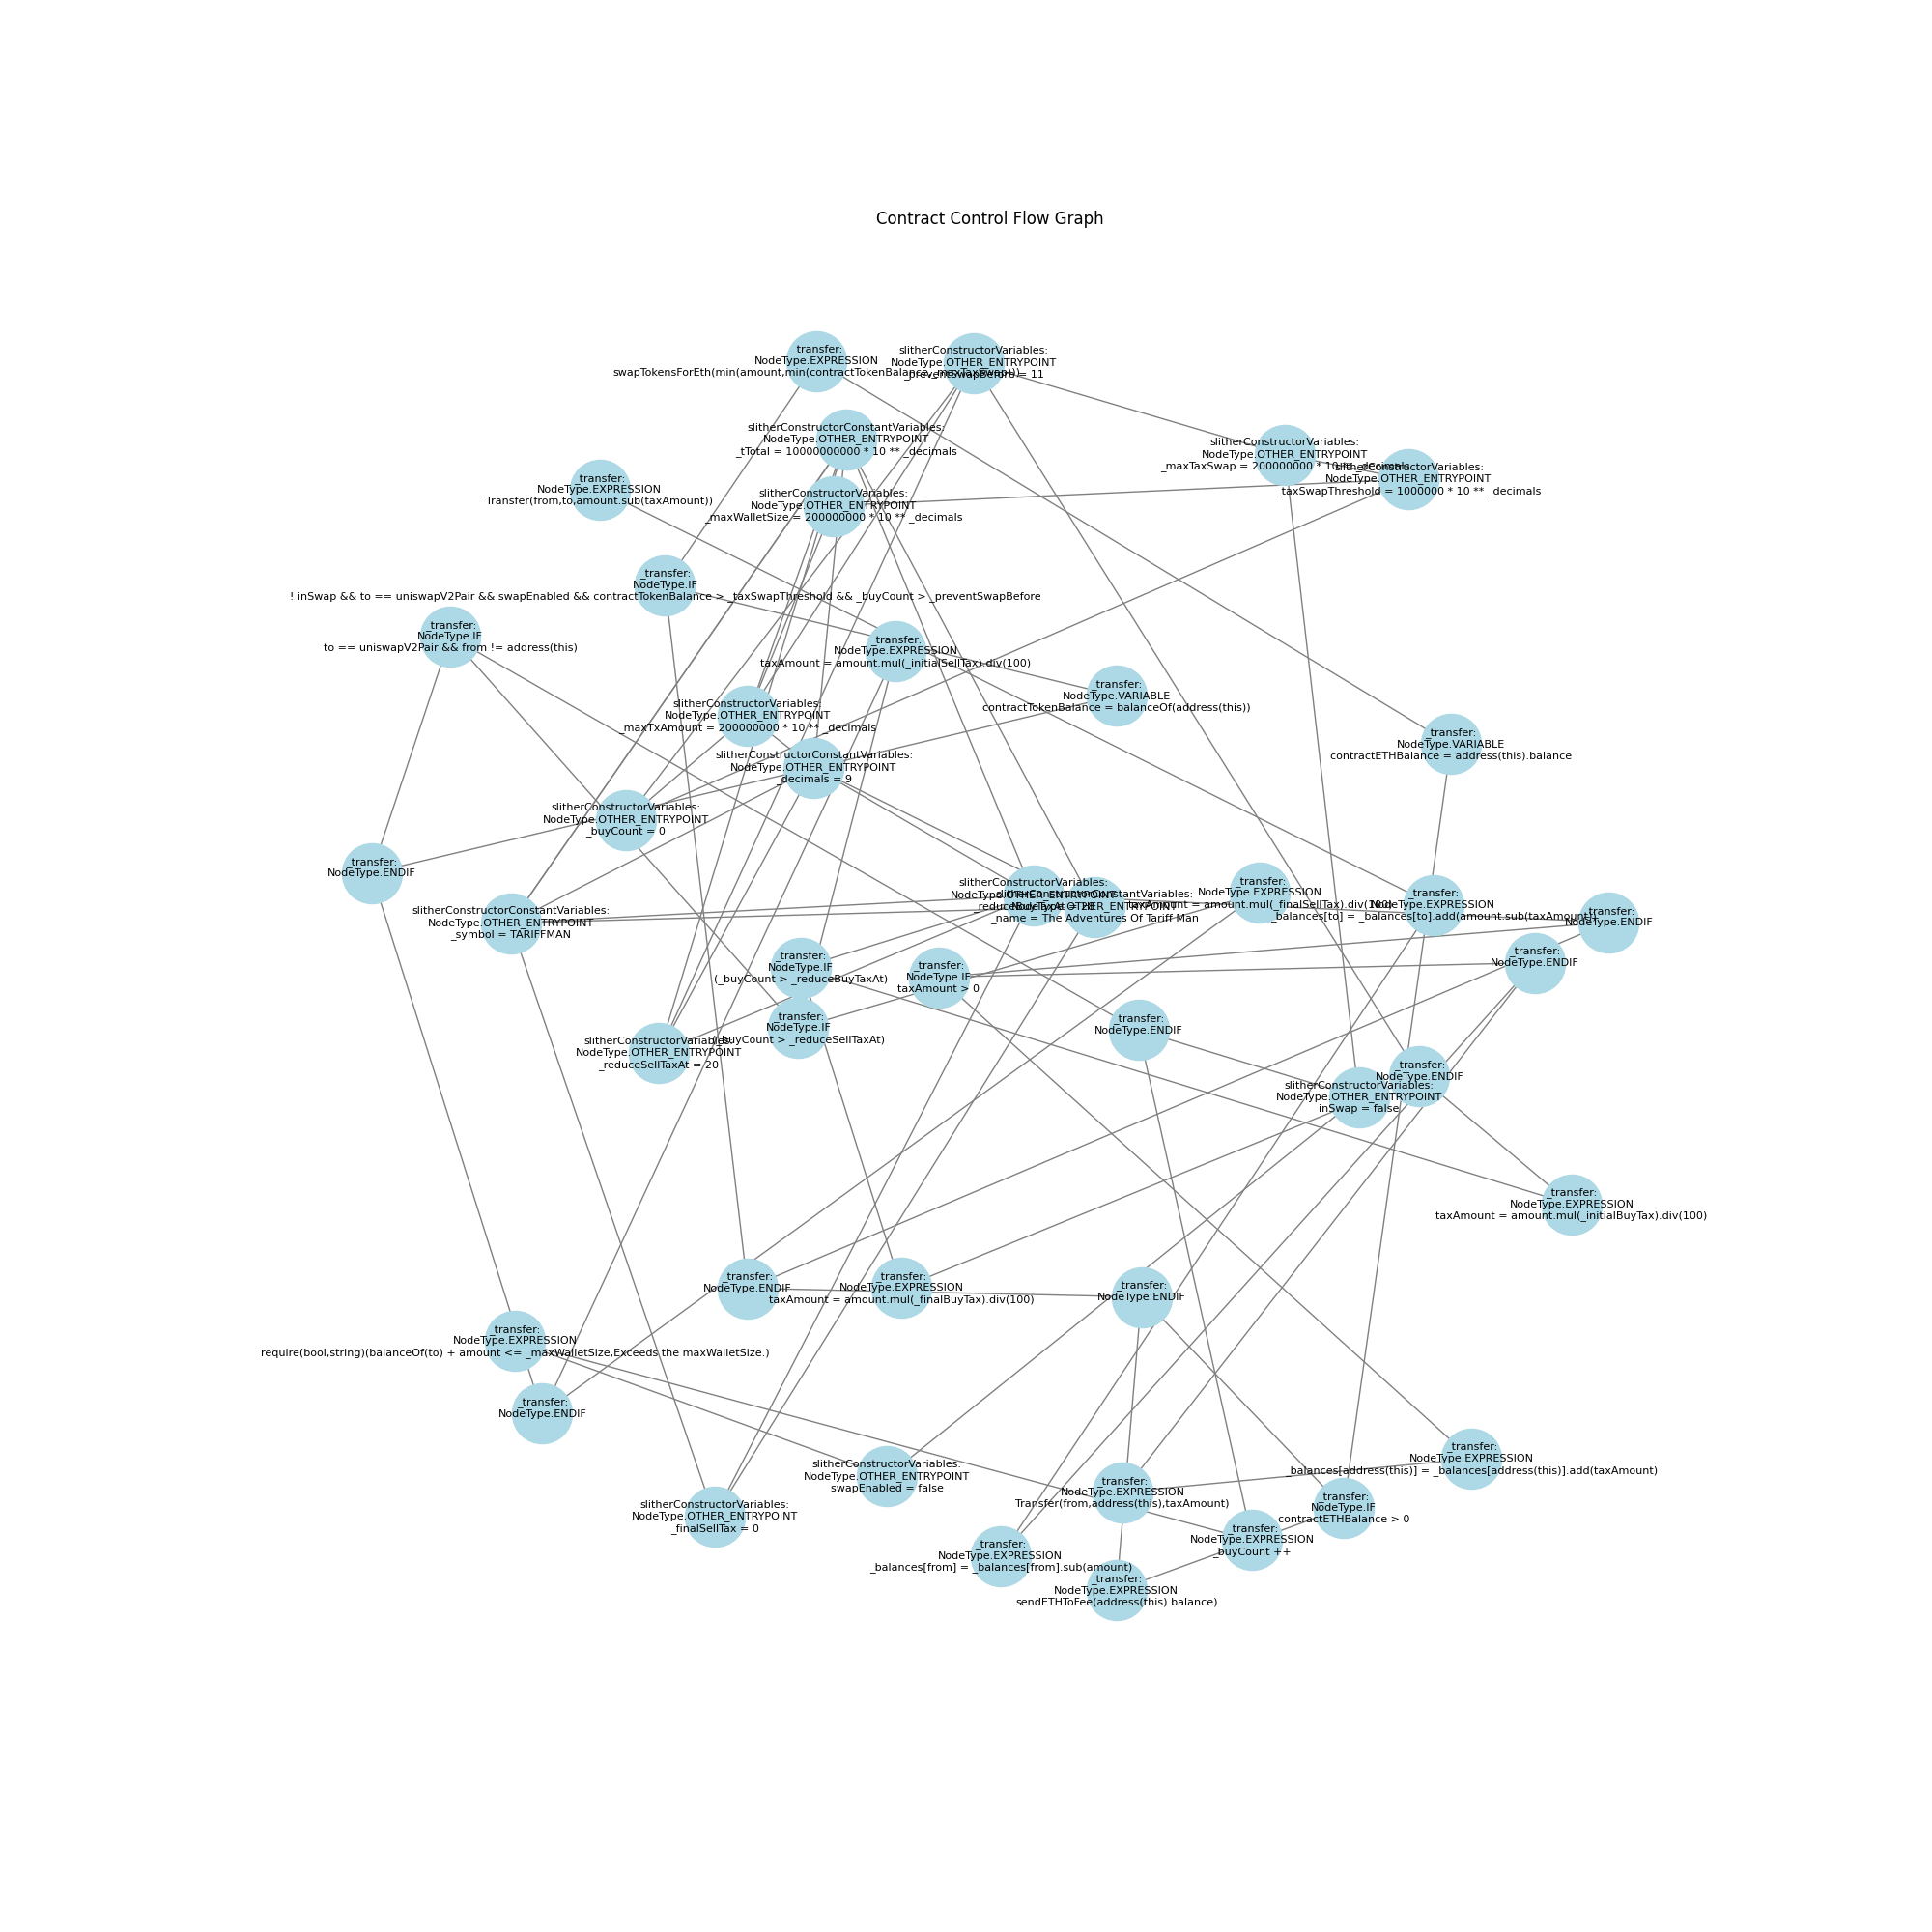 Contract Control Flow Graph
_transfer:
NodeType.EXPRESSION
swapTokensForEth(min(amount,min(contractTokenBalance,_maxTaxSwap)))
slitherConstructorVariables:
NodeType.OTHER_ENTRYPOINT
_preventSwapBefore = 11
slitherConstructorConstantVariables:
NodeType.OTHER_ENTRYPOINT
_tTotal = 10000000000 * 10 ** _decimals
slitherConstructorVariables:
NodeType.OTHER_ENTRYPOINT
_maxTaxSwap = 200000000 * 10 ** _decimals
slitherConstructorVariables:
NodeType.OTHER_ENTRYPOINT
_taxSwapThreshold = 1000000 * 10 ** _decimals
_transfer:
NodeType.EXPRESSION
Transfer(from,to,amount.sub(taxAmount))
slitherConstructorVariables:
NodeType.OTHER_ENTRYPOINT
_maxWalletSize = 200000000 * 10 ** _decimals
_transfer:
NodeType.IF
! inSwap && to == uniswapV2Pair && swapEnabled && contractTokenBalance > _taxSwapThreshold && _buyCount > _preventSwapBefore
_transfer:
NodeType.IF
to == uniswapV2Pair && from != address(this)
_transfer:
NodeType.EXPRESSION
taxAmount = amount.mul(_initialSellTax).div(100)
_transfer:
NodeType.VARIABLE
contractTokenBalance = balanceOf(address(this))
slitherConstructorVariables:
NodeType.OTHER_ENTRYPOINT
_maxTxAmount = 200000000 * 10 ** _decimals
_transfer:
NodeType.VARIABLE
contractETHBalance = address(this).balance
slitherConstructorConstantVariables:
NodeType.OTHER_ENTRYPOINT
_decimals = 9
slitherConstructorVariables:
NodeType.OTHER_ENTRYPOINT
_buyCount = 0
_transfer:
NodeType.ENDIF
slitherConstructorConstantVariables:
NodeType.OTHER_ENTRYPOINT
_symbol = TARIFFMAN
slitherConstructorVariables:
NodeType.OTHER_ENTRYPOINT
_reduceBuyTaxAt =
slitherConstructorConstantVariables:
NodeType.OTHER_ENTRYPOINT
_name = The Adventures Of Tariff Man
_transfer:
NodeType.EXPRESSION
taxAmount = amount.mul(_finalSellTax).div(100)
_transfer:
NodeType.EXPRESSION
_balances[to] = _balances[to].add(amount.sub(taxAmount))
_transfer:
NodeType.ENDIF
_transfer:
NodeType.ENDIF
_transfer:
NodeType.IF
(_buyCount > _reduceBuyTaxAt)
_transfer:
NodeType.IF
taxAmount > 0
_transfer:
NodeType.IF
(_buyCount > _reduceSellTaxAt)
_transfer:
NodeType.ENDIF
slitherConstructorVariables:
NodeType.OTHER_ENTRYPOINT
_reduceSellTaxAt = 20
_transfer:
NodeType.ENDIF
slitherConstructorVariables:
NodeType.OTHER_ENTRYPOINT
inSwap = false
_transfer:
NodeType.EXPRESSION
taxAmount = amount.mul(_initialBuyTax).div(100)
_transfer:
NodeType.ENDIF
_transfer:
NodeType.EXPRESSION
taxAmount = amount.mul(_finalBuyTax).div(100)
_transfer:
NodeType.ENDIF
_transfer:
NodeType.EXPRESSION
require(bool,string)(balanceOf(to) + amount <= _maxWalletSize,Exceeds the maxWalletSize.)
_transfer:
NodeType.ENDIF
_transfer:
NodeType.EXPRESSION
_balances[address(this)] = _balances[address(this)].add(taxAmount)
slitherConstructorVariables:
NodeType.OTHER_ENTRYPOINT
swapEnabled = false
_transfer:
NodeType.EXPRESSION
Transfer(from,address(this),taxAmount)
slitherConstructorVariables:
NodeType.OTHER_ENTRYPOINT
_finalSellTax = 0
_transfer:
NodeType.IF
contractETHBalance > 0
_transfer:
NodeType.EXPRESSION
_buyCount ++
_transfer:
NodeType.EXPRESSION
_balances[from] = _balances[from].sub(amount)
_transfer:
NodeType.EXPRESSION
sendETHToFee(address(this).balance)